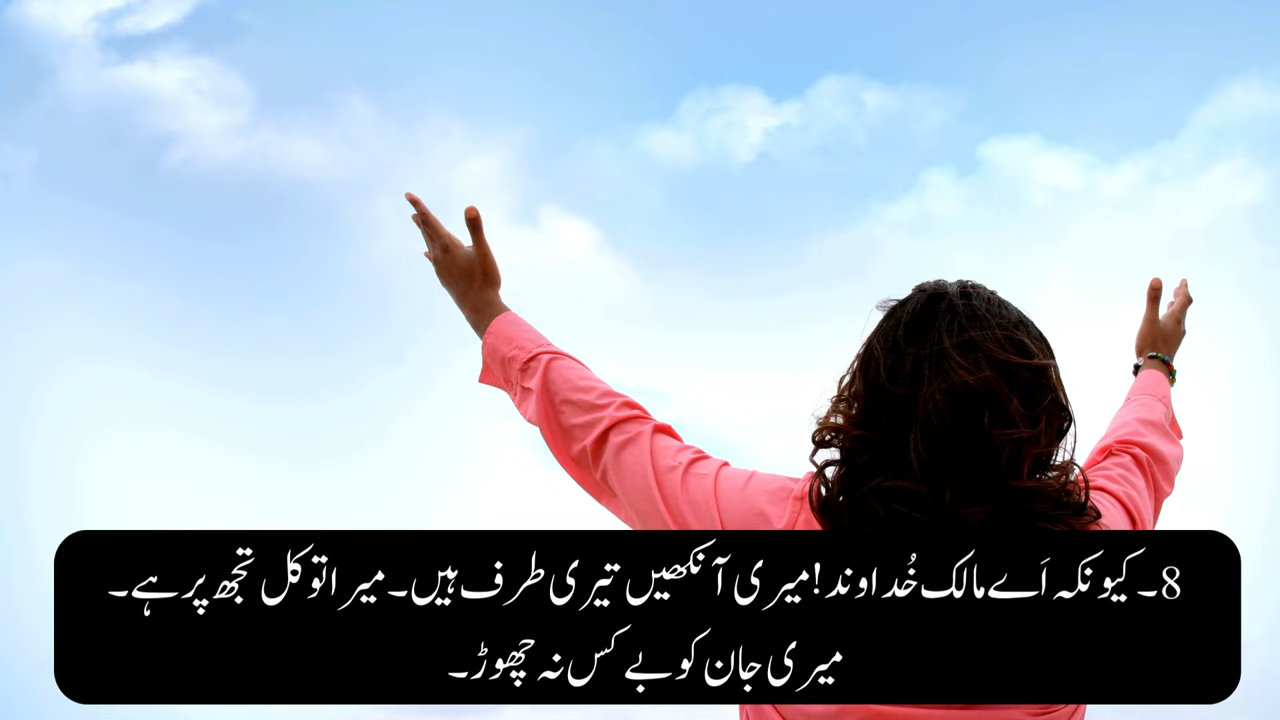 8۔کیونکہ اَے مالک خُداوند!میری آنکھیں تیری طرف ہیں۔میرا توکل تجھ پر ہے۔
میری جان کو بے کس نہ چھوڑ۔